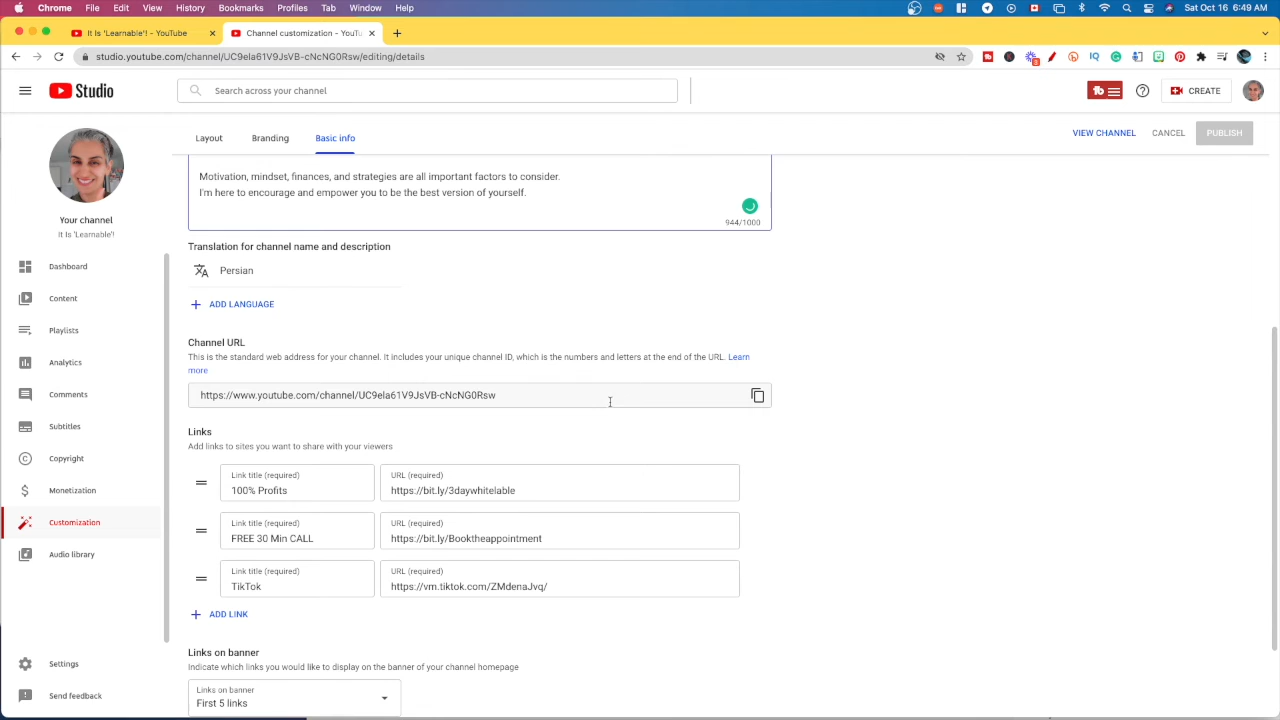 Chrome File Edit View History Bookmarks Profiles Tab Window Help Sat Oct 16 6:49 AM
It Is 'Learnable'! - YouTube Channel customization - YouTu
studio.youtube.com/channel/UC9ela61V9JsVB-cNcNG0Rsw/editing/details
Studio
Search across your channel
CREATE
Layout Branding Basic info
VIEW CHANNEL CANCEL PUBLISH
Your channel
It Is 'Learnable'!
Dashboard
Content
Playlists
Analytics
Comments
Subtitles
Copyright
Monetization
Customization
Audio library
Settings
Send feedback
Motivation, mindset, finances, and strategies are all important factors to consider.
I'm here to encourage and empower you to be the best version of yourself.
944/1000
Translation for channel name and description
Persian
ADD LANGUAGE
Channel URL
This is the standard web address for your channel. It includes your unique channel ID, which is the numbers and letters at the end of the URL. Learn
more
https://www.youtube.com/channel/UC9ela61V9JsVB-cNcNG0Rsw
Links
Add links to sites you want to share with your viewers
Link title (required) URL (required)
100% Profits https://bit.ly/3daywhitelable
Link title (required) URL (required)
FREE 30 Min CALL https://bit.ly/Booktheappointment
Link title (required) URL (required)
TikTok https://vm.tiktok.com/ZMdenaJvq/
ADD LINK
Links on banner
Indicate which links you would like to display on the banner of your channel homepage
Links on banner
First 5 links